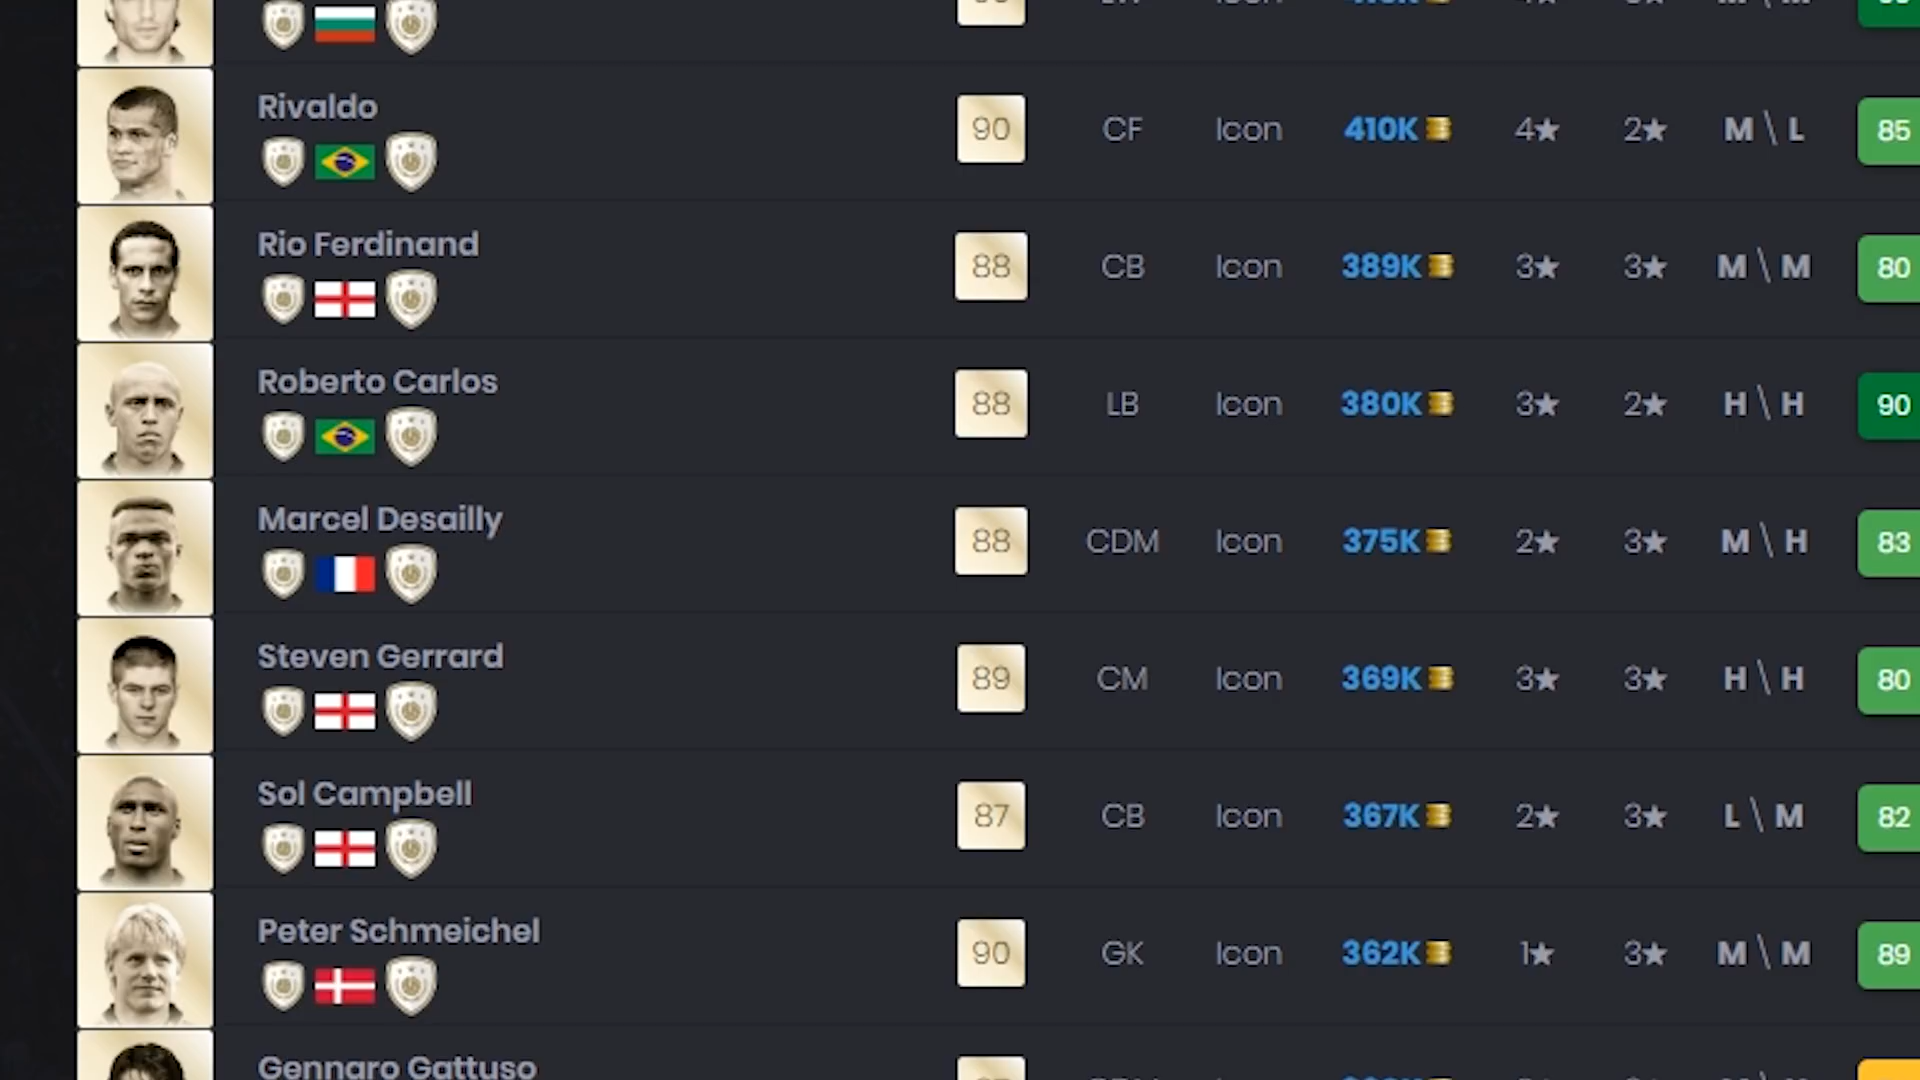 Rivaldo 90 CF Icon 410K 4★ 2★ M \ L 85
Rio Ferdinand 88 CB Icon 389K 3★ 3★ M \ M 80
Roberto Carlos 88 LB Icon 380K 3★ 2★ H \ H 90
Marcel Desailly 88 CDM Icon 375K 2★ 3★ M \ H 83
Steven Gerrard 89 CM Icon 369K 3★ 3★ H \ H 80
Sol Campbell 87 CB Icon 367K 2★ 3★ L \ M 82
Peter Schmeichel 90 GK Icon 362K 1★ 3★ M \ M 89
Gennaro Gattuso